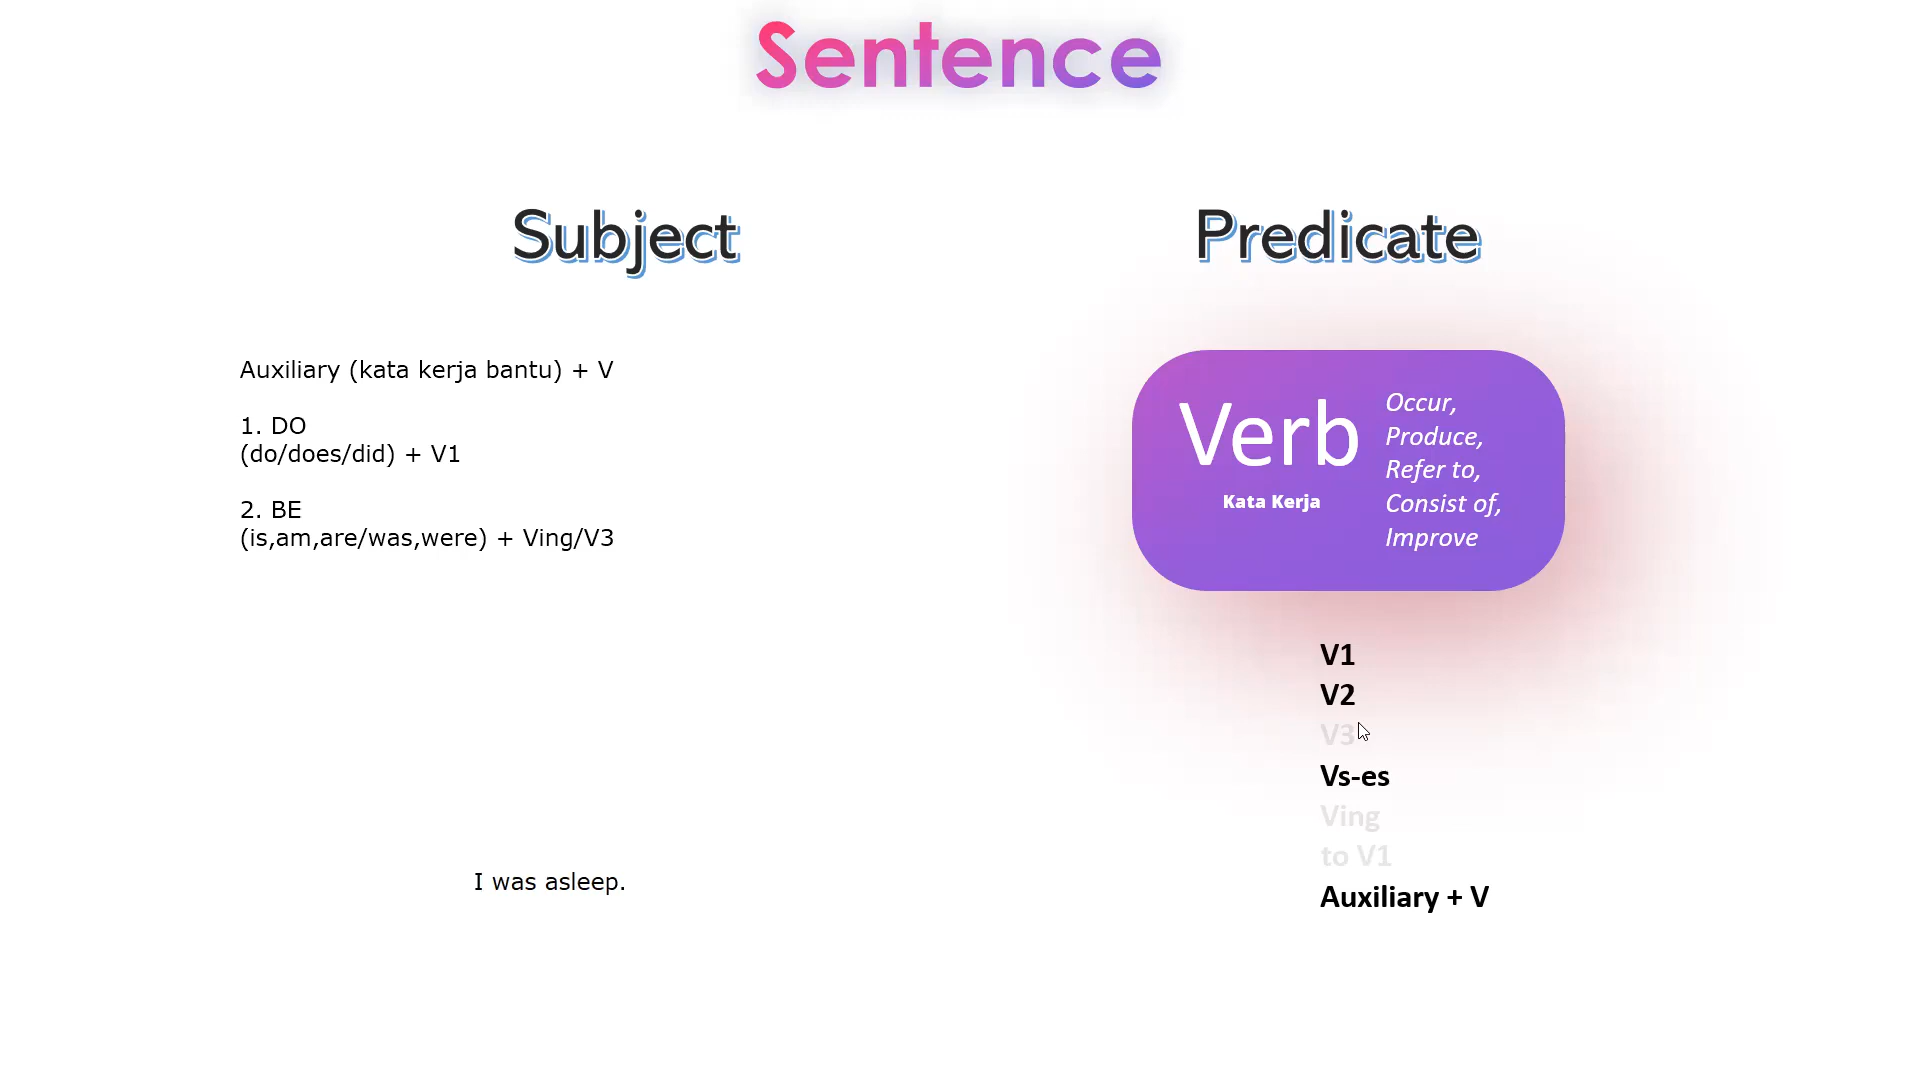 Sentence
Subject
Predicate
Auxiliary (kata kerja bantu) + V
1. DO
(do/does/did) + V1
2. BE
(is,am,are/was,were) + Ving/V3
I was asleep.
Verb
Kata Kerja
Occur,
Produce,
Refer to,
Consist of,
Improve
V1
V2
V3
Vs-es
Ving
to V1
Auxiliary + V